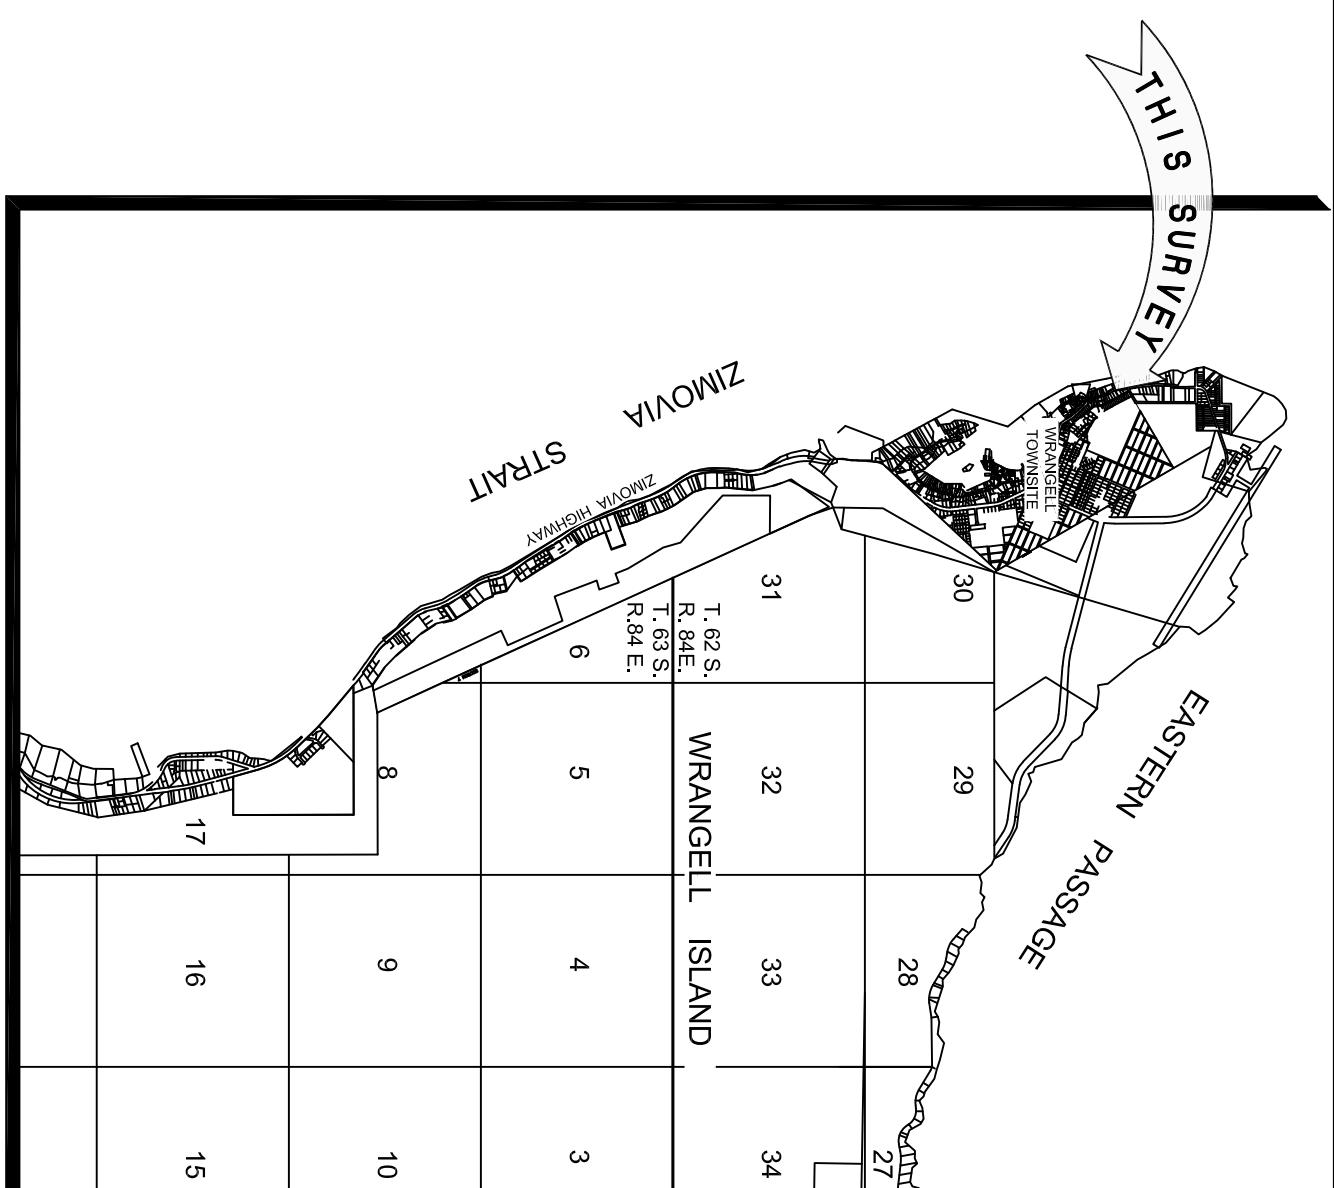 THIS SURVEY
ZIMOVIA
STRAIT
ZIMOVIA HIGHWAY
WRANGELL
TOWNSITE
EASTERN PASSAGE
30
29
28
27
31
32
33
34
T. 62 S.
R. 84E.
T. 63 S.
R.84 E.
WRANGELL ISLAND
6
5
4
3
8
9
10
17
16
15